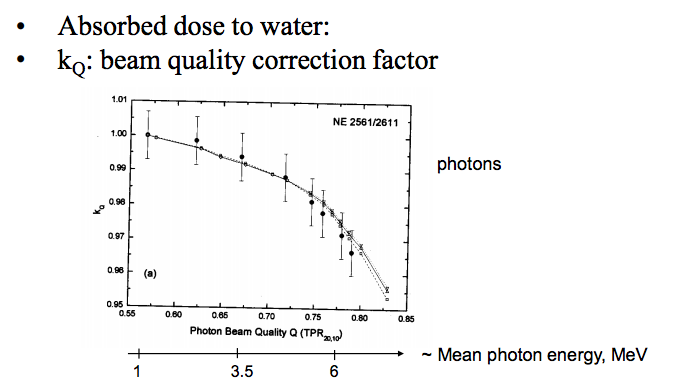 • Absorbed dose to water:
• kQ: beam quality correction factor
NE 2561/2611
1.01
1.00
0.99
0.98
0.97
0.96
0.95
kQ
(a)
0.55 0.60 0.65 0.70 0.75 0.80 0.85
Photon Beam Quality Q (TPR20,10)
photons
1 3.5 6
~ Mean photon energy, MeV